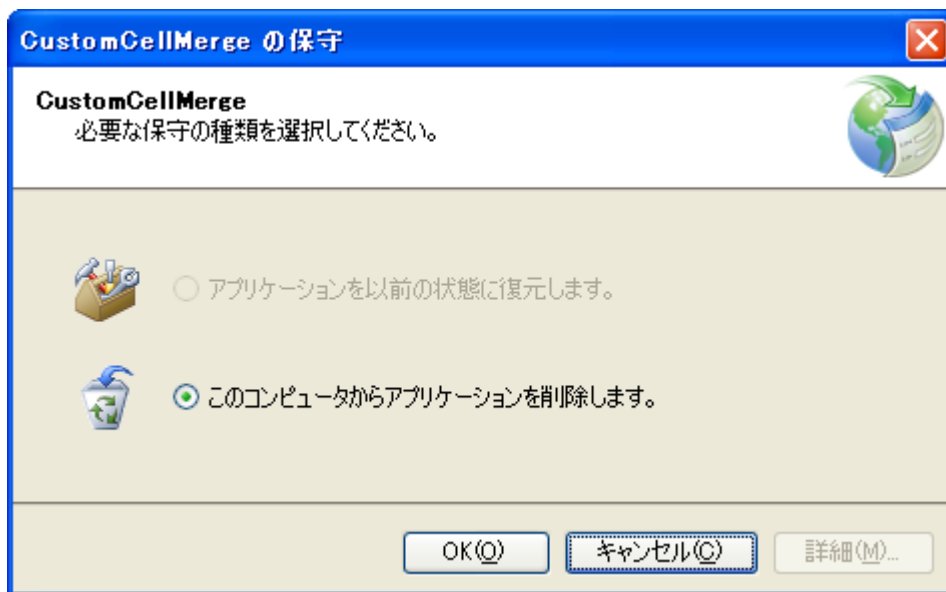 CustomCellMerge の保守
CustomCellMerge
必要な保守の種類を選択してください。
アプリケーションを以前の状態に復元します。
このコンピュータからアプリケーションを削除します。
OK(O)
キャンセル(C)
詳細(M)...